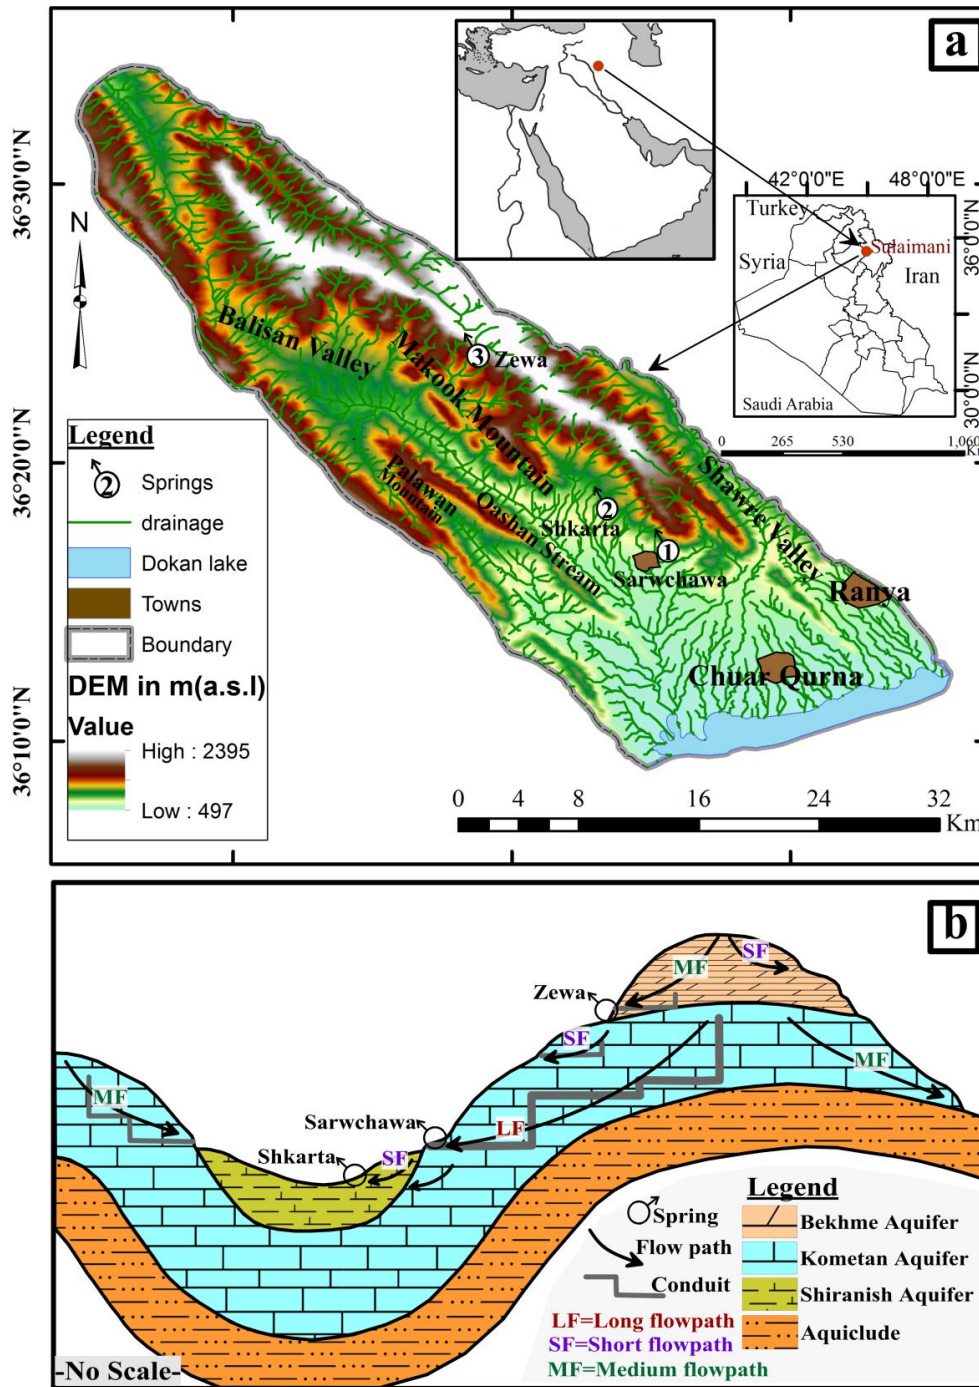 a
42°0'0"E 48°0'0"E
Turkey
Sulaimani
Syria
Iran
Saudi Arabia
36°0'0"N
30°0'0"N
0 265 530 1,060
Km
36°30'0"N
36°20'0"N
36°10'0"N
N
Balisan Valley
Makook Mountain
3 Zewa
Palawan
Mountain
Qashan Stream
2
Shkarta
1
Sarwchawa
Shawre Valley
Ranya
Chuar Qurna
Legend
2 Springs
drainage
Dokan lake
Towns
Boundary
DEM in m(a.s.l)
Value
High : 2395
Low : 497
0 4 8 16 24 32
Km
b
SF
MF
Zewa
SF
MF
MF
LF
Sarwchawa
Shkarta
SF
Legend
Spring
Flow path
Conduit
LF=Long flowpath
SF=Short flowpath
MF=Medium flowpath
Bekhme Aquifer
Kometan Aquifer
Shiranish Aquifer
Aquiclude
-No Scale-